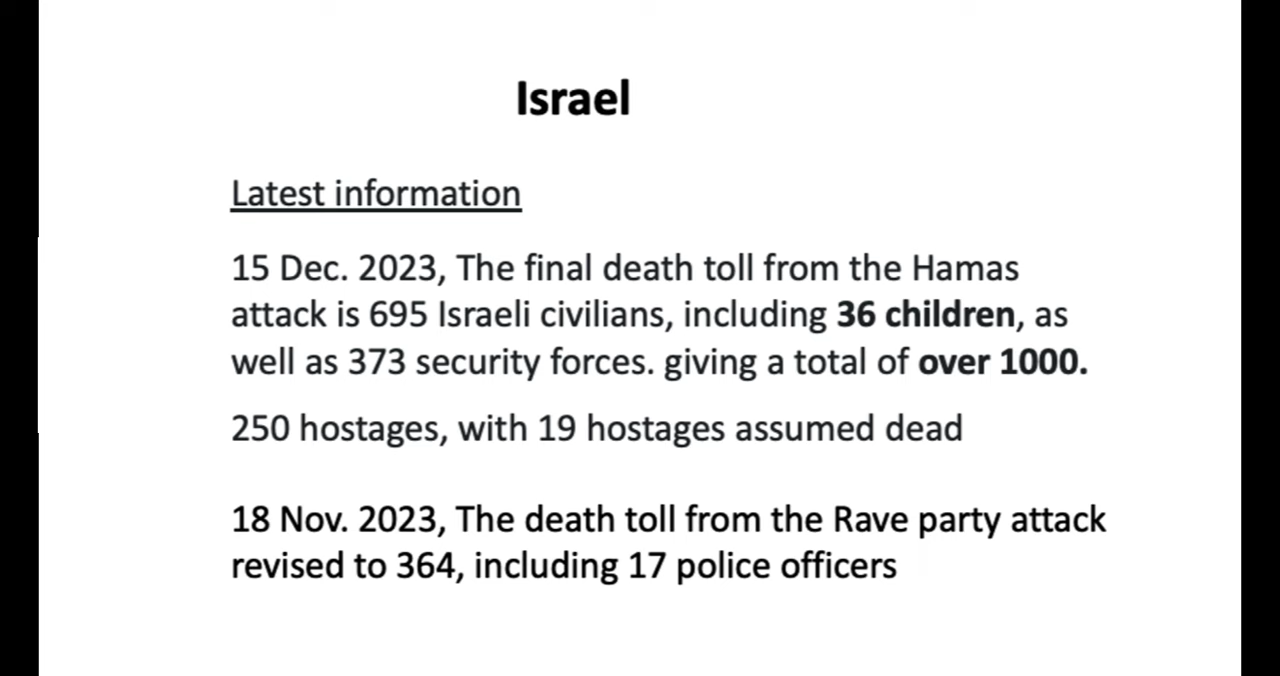 Israel
Latest information
15 Dec. 2023, The final death toll from the Hamas
attack is 695 Israeli civilians, including 36 children, as
well as 373 security forces. giving a total of over 1000.
250 hostages, with 19 hostages assumed dead
18 Nov. 2023, The death toll from the Rave party attack
revised to 364, including 17 police officers